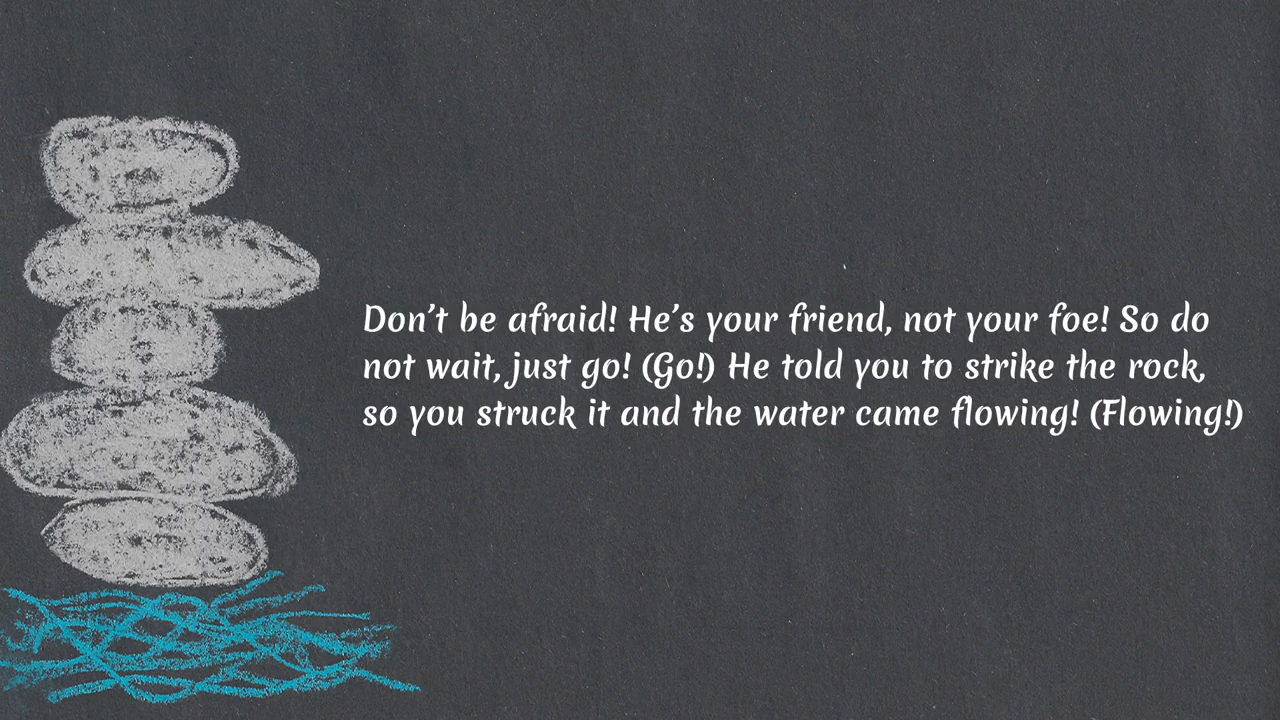 Don’t be afraid! He’s your friend, not your foe! So do
not wait, just go! (Go!) He told you to strike the rock,
so you struck it and the water came flowing! (Flowing!)